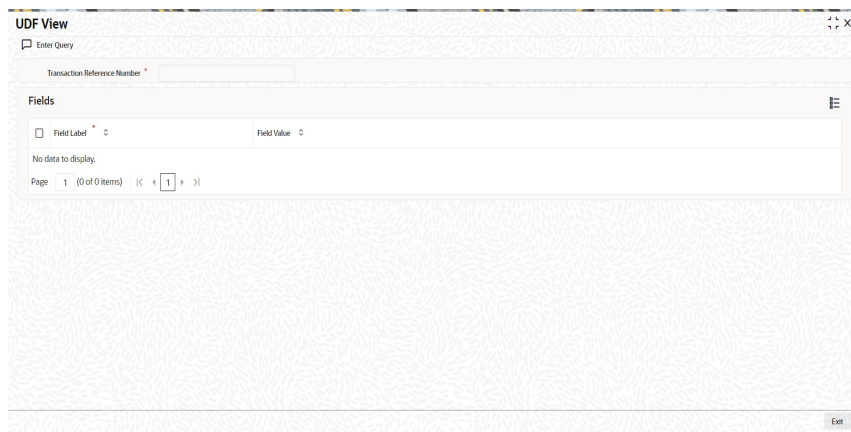 UDF View
Enter Query
Transaction Reference Number *
Fields
Field Label * Field Value
No data to display.
Page 1 (0 of 0 items) 1
Exit